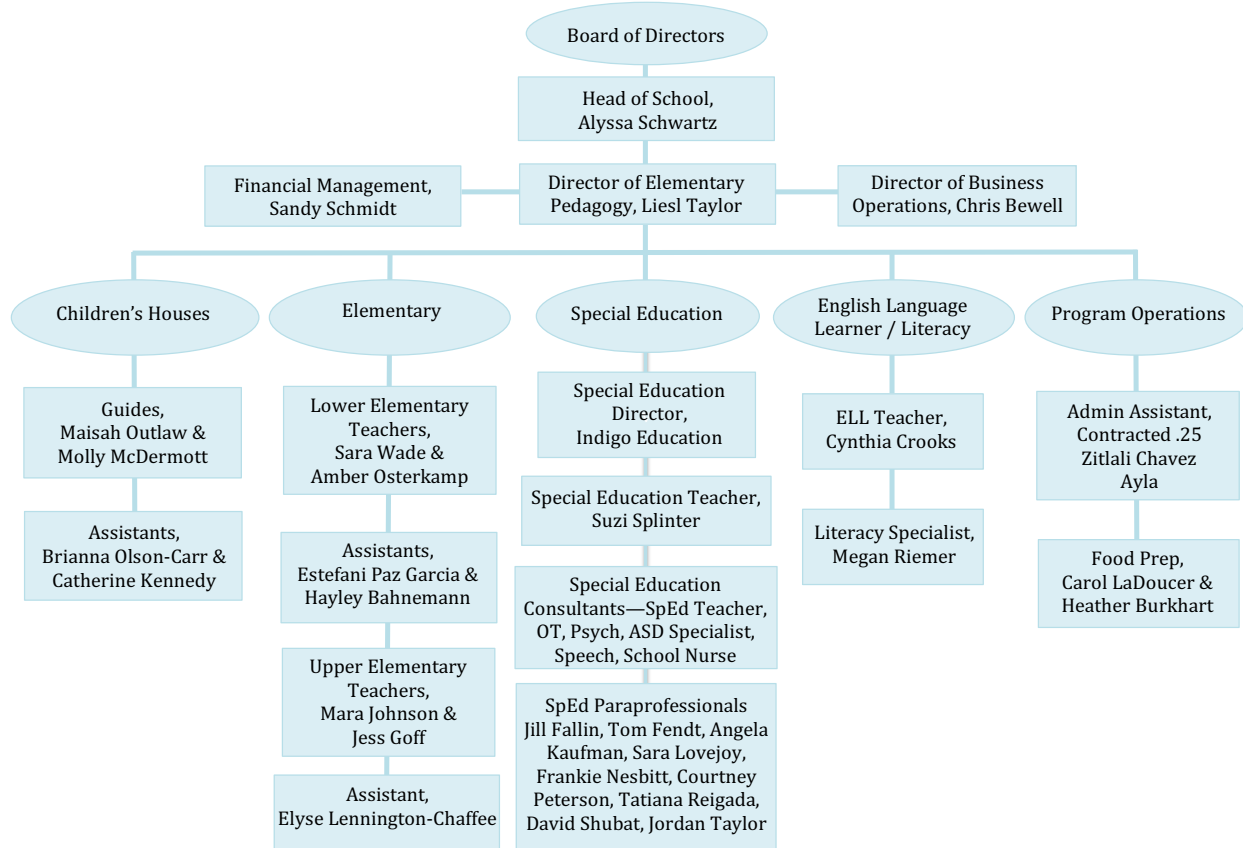 Board of Directors
Head of School,
Alyssa Schwartz
Financial Management,
Sandy Schmidt
Director of Elementary
Pedagogy, Liesl Taylor
Director of Business
Operations, Chris Bewell
Children’s Houses
Guides,
Maisah Outlaw &
Molly McDermott
Assistants,
Brianna Olson-Carr &
Catherine Kennedy
Elementary
Lower Elementary
Teachers,
Sara Wade &
Amber Osterkamp
Assistants,
Estefani Paz Garcia &
Hayley Bahnemann
Upper Elementary
Teachers,
Mara Johnson &
Jess Goff
Assistant,
Elyse Lennington-Chaffee
Special Education
Special Education
Director,
Indigo Education
Special Education Teacher,
Suzi Splinter
Special Education
Consultants—SpEd Teacher,
OT, Psych, ASD Specialist,
Speech, School Nurse
SpEd Paraprofessionals
Jill Fallin, Tom Fendt, Angela
Kaufman, Sara Lovejoy,
Frankie Nesbitt, Courtney
Peterson, Tatiana Reigada,
David Shubat, Jordan Taylor
English Language
Learner / Literacy
ELL Teacher,
Cynthia Crooks
Literacy Specialist,
Megan Riemer
Program Operations
Admin Assistant,
Contracted .25
Zitlali Chavez
Ayla
Food Prep,
Carol LaDoucer &
Heather Burkhart